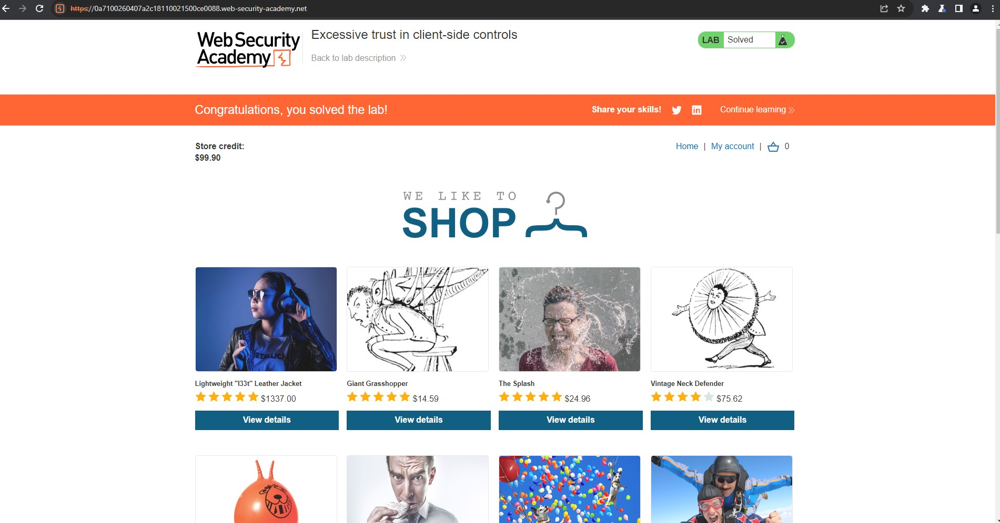 https://0a7100260407a2c18110021500ce0088.web-security-academy.net
Web Security
Academy
Excessive trust in client-side controls
Back to lab description
LAB Solved
Congratulations, you solved the lab!
Share your skills!
Continue learning
Store credit:
$99.90
Home | My account | 0
WE LIKE TO
SHOP
METALLICA
Lightweight "l33t" Leather Jacket
$1337.00
View details
Giant Grasshopper
$14.59
View details
The Splash
$24.96
View details
Vintage Neck Defender
$75.62
View details